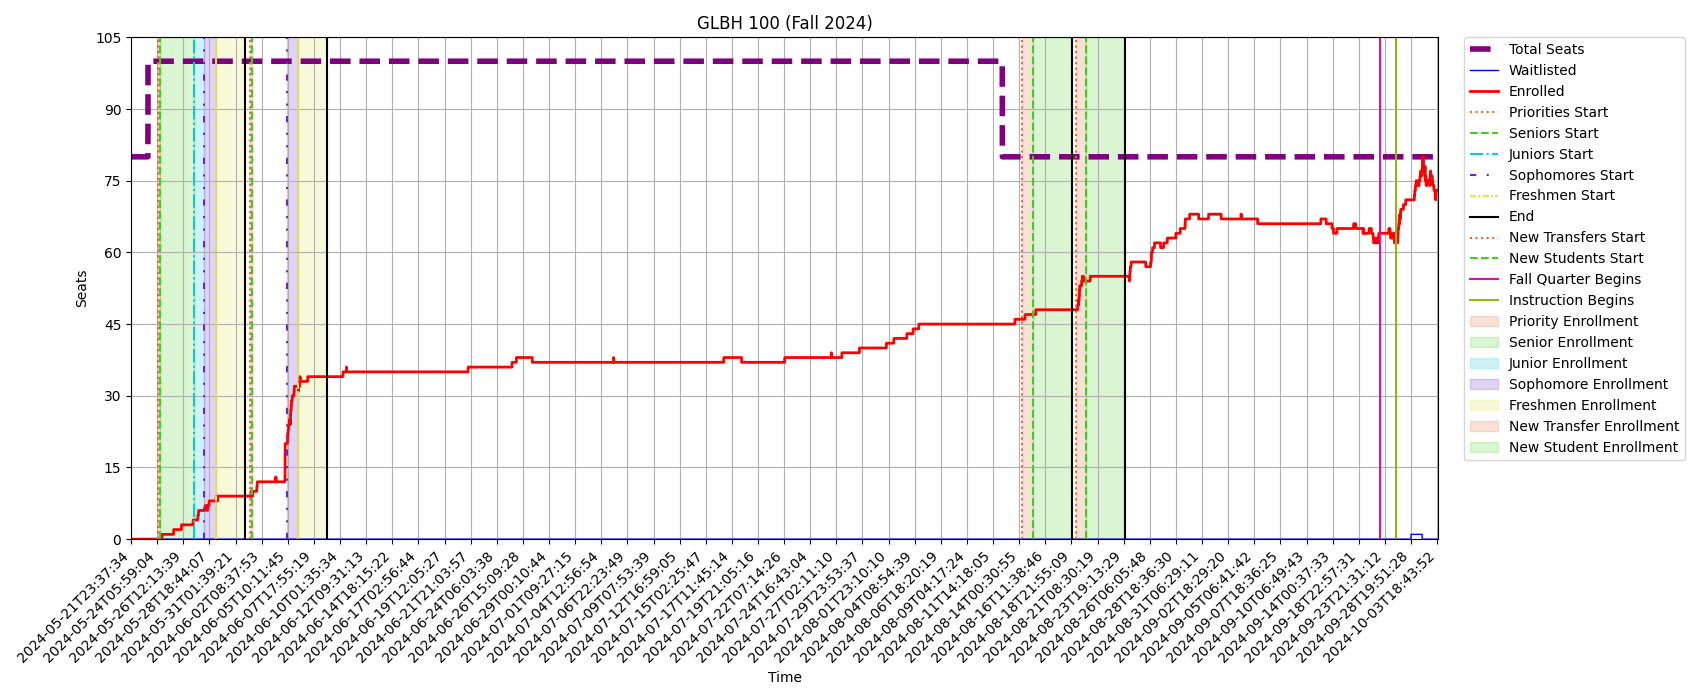 GLBH 100 (Fall 2024)
105
90
75
60
45
30
15
0
Seats
2024-05-21T23:37:34
2024-05-24T05:59:04
2024-05-26T12:13:39
2024-05-28T18:44:07
2024-05-31T01:39:21
2024-06-02T08:37:53
2024-06-05T10:11:45
2024-06-07T17:55:19
2024-06-10T01:35:34
2024-06-12T09:31:13
2024-06-14T18:15:22
2024-06-17T02:56:44
2024-06-19T12:05:27
2024-06-21T21:03:57
2024-06-24T06:03:38
2024-06-26T15:09:28
2024-06-29T00:10:44
2024-07-01T09:27:15
2024-07-04T12:56:54
2024-07-06T22:23:49
2024-07-09T07:53:39
2024-07-12T16:59:05
2024-07-15T02:25:47
2024-07-17T11:45:14
2024-07-19T21:05:16
2024-07-22T07:14:26
2024-07-24T16:43:04
2024-07-27T02:11:10
2024-07-29T23:53:37
2024-08-01T23:10:10
2024-08-04T08:54:39
2024-08-06T18:20:19
2024-08-09T04:17:24
2024-08-11T14:18:05
2024-08-14T00:30:55
2024-08-16T11:38:46
2024-08-18T21:55:09
2024-08-21T08:30:19
2024-08-23T19:13:29
2024-08-26T06:05:48
2024-08-28T18:36:30
2024-08-31T06:29:11
2024-09-02T18:29:20
2024-09-05T06:41:42
2024-09-07T18:36:25
2024-09-10T06:49:43
2024-09-14T00:37:33
2024-09-18T22:57:31
2024-09-23T21:31:12
2024-09-28T19:51:28
2024-10-03T18:43:52
Time
Total Seats
Waitlisted
Enrolled
Priorities Start
Seniors Start
Juniors Start
Sophomores Start
Freshmen Start
End
New Transfers Start
New Students Start
Fall Quarter Begins
Instruction Begins
Priority Enrollment
Senior Enrollment
Junior Enrollment
Sophomore Enrollment
Freshmen Enrollment
New Transfer Enrollment
New Student Enrollment